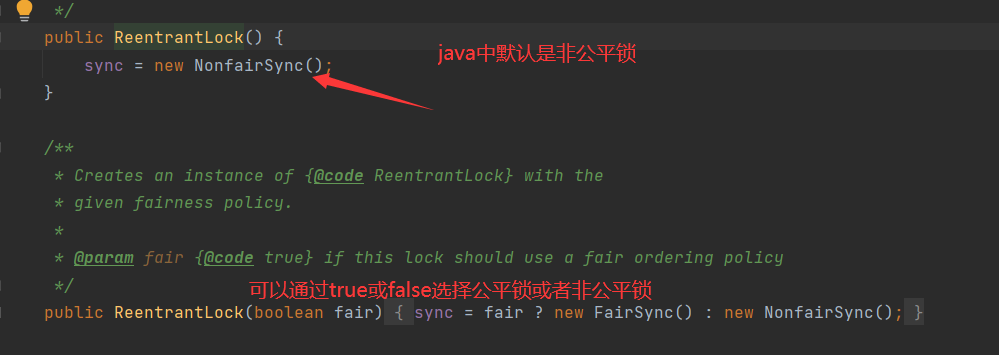 */
public ReentrantLock() {
java中默认是非公平锁
sync = new NonfairSync();
}
/**
* Creates an instance of {@code ReentrantLock} with the
* given fairness policy.
*
* @param fair {@code true} if this lock should use a fair ordering policy
*/
可以通过true或false选择公平锁或者非公平锁
public ReentrantLock(boolean fair) { sync = fair ? new FairSync() : new NonfairSync(); }